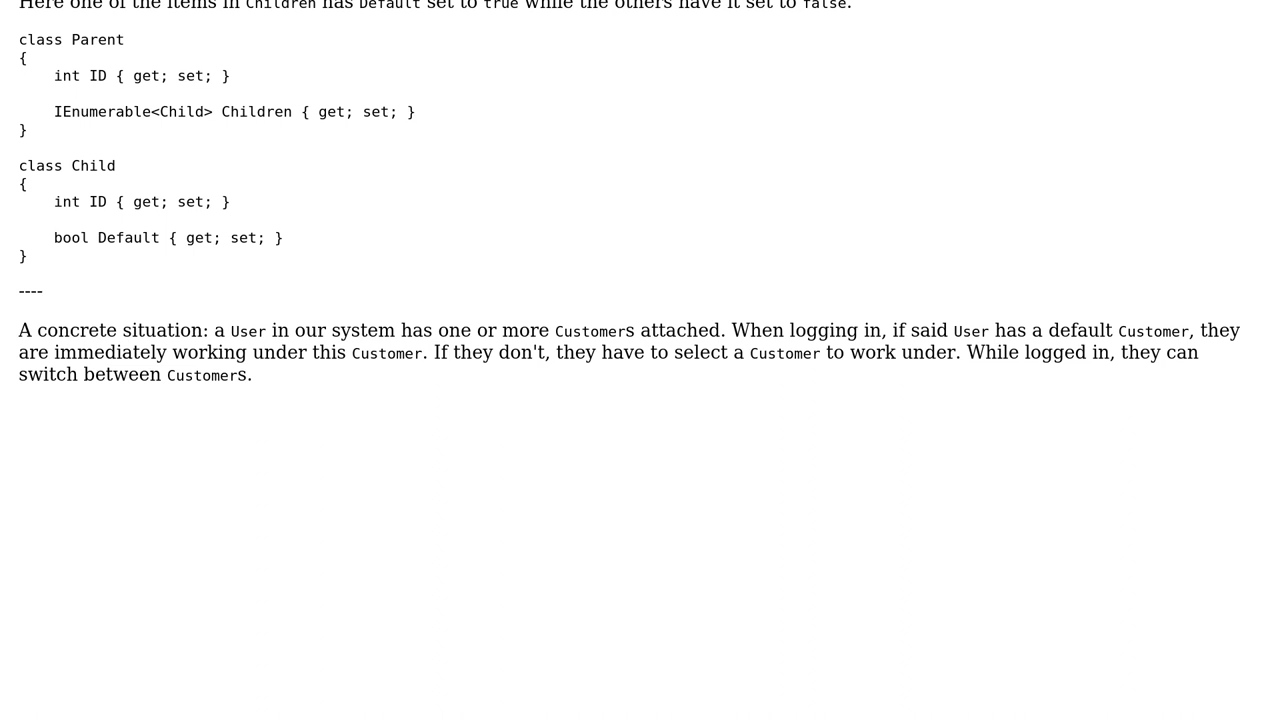 Here one of the items in Children has Default set to true while the others have it set to false.
class Parent
{
    int ID { get; set; }
    IEnumerable<Child> Children { get; set; }
}
class Child
{
    int ID { get; set; }
    bool Default { get; set; }
}
----
A concrete situation: a User in our system has one or more Customers attached. When logging in, if said User has a default Customer, they
are immediately working under this Customer. If they don't, they have to select a Customer to work under. While logged in, they can
switch between Customers.